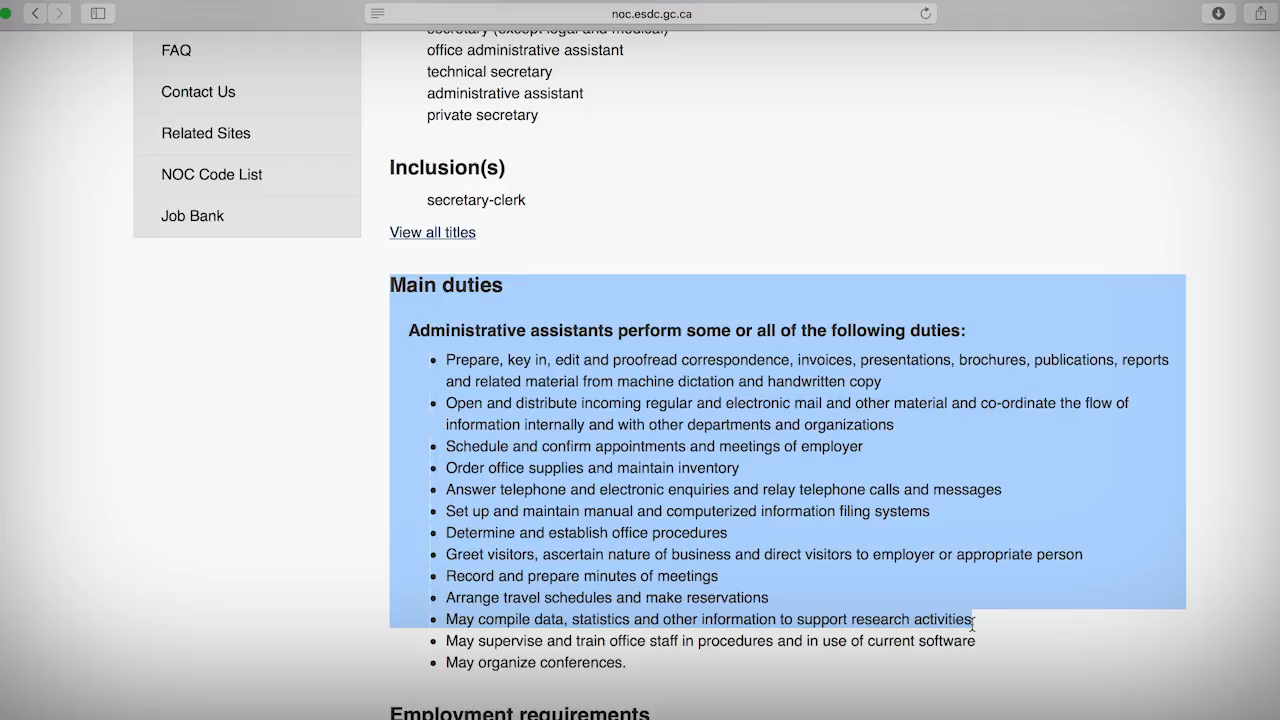 noc.esdc.gc.ca
FAQ
Contact Us
Related Sites
NOC Code List
Job Bank
secretary (except legal and medical)
office administrative assistant
technical secretary
administrative assistant
private secretary
Inclusion(s)
secretary-clerk
View all titles
Main duties
Administrative assistants perform some or all of the following duties:
Prepare, key in, edit and proofread correspondence, invoices, presentations, brochures, publications, reports
and related material from machine dictation and handwritten copy
Open and distribute incoming regular and electronic mail and other material and co-ordinate the flow of
information internally and with other departments and organizations
Schedule and confirm appointments and meetings of employer
Order office supplies and maintain inventory
Answer telephone and electronic enquiries and relay telephone calls and messages
Set up and maintain manual and computerized information filing systems
Determine and establish office procedures
Greet visitors, ascertain nature of business and direct visitors to employer or appropriate person
Record and prepare minutes of meetings
Arrange travel schedules and make reservations
May compile data, statistics and other information to support research activities
May supervise and train office staff in procedures and in use of current software
May organize conferences.
Employment requirements